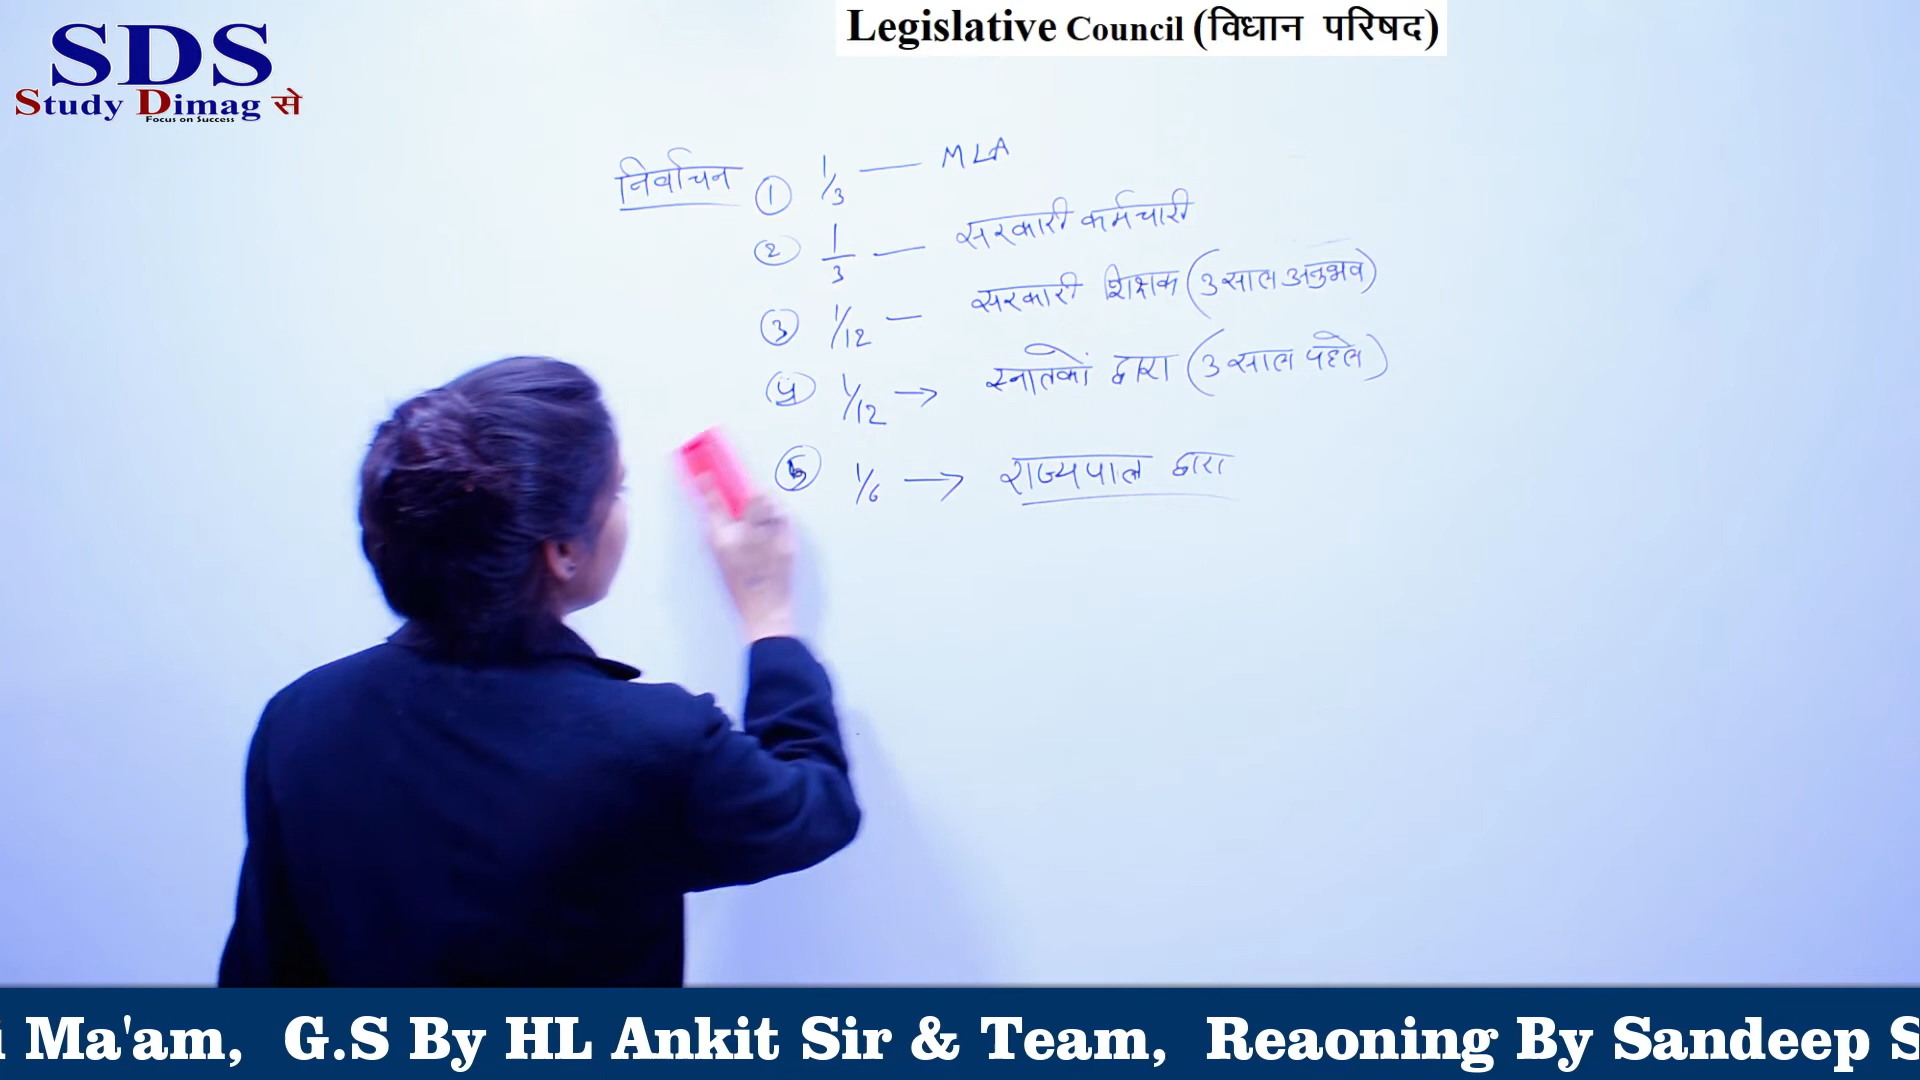 SDS
Study Dimag से
Focus on Success
Legislative Council (विधान परिषद)
निर्वाचन ① 1/3 — MLA
② 1/3 — सरकारी कर्मचारी
③ 1/12 — सरकारी शिक्षक (3 साल अनुभव)
④ 1/12 → स्नातकों द्वारा (3 साल पहले)
⑤ 1/6 → राज्यपाल द्वारा
i Ma'am, G.S By HL Ankit Sir & Team, Reaoning By Sandeep S